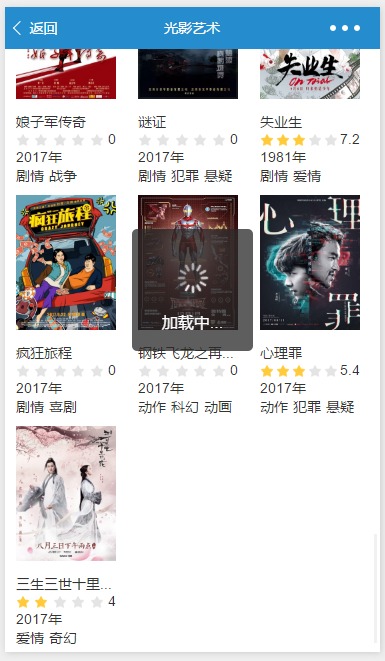 返回
光影艺术
娘子军传奇
0
2017年
剧情 战争
谜证
0
2017年
剧情 犯罪 悬疑
失业生
On Trial
失业生
7.2
1981年
剧情 爱情
疯狂旅程
CRAZY JOURNEY
疯狂旅程
0
2017年
剧情 喜剧
加载中...
钢铁飞龙之再...
0
2017年
动作 科幻 动画
心理罪
心理罪
5.4
2017年
动作 犯罪 悬疑
八月三日下午雨点
三生三世十里...
4
2017年
爱情 奇幻